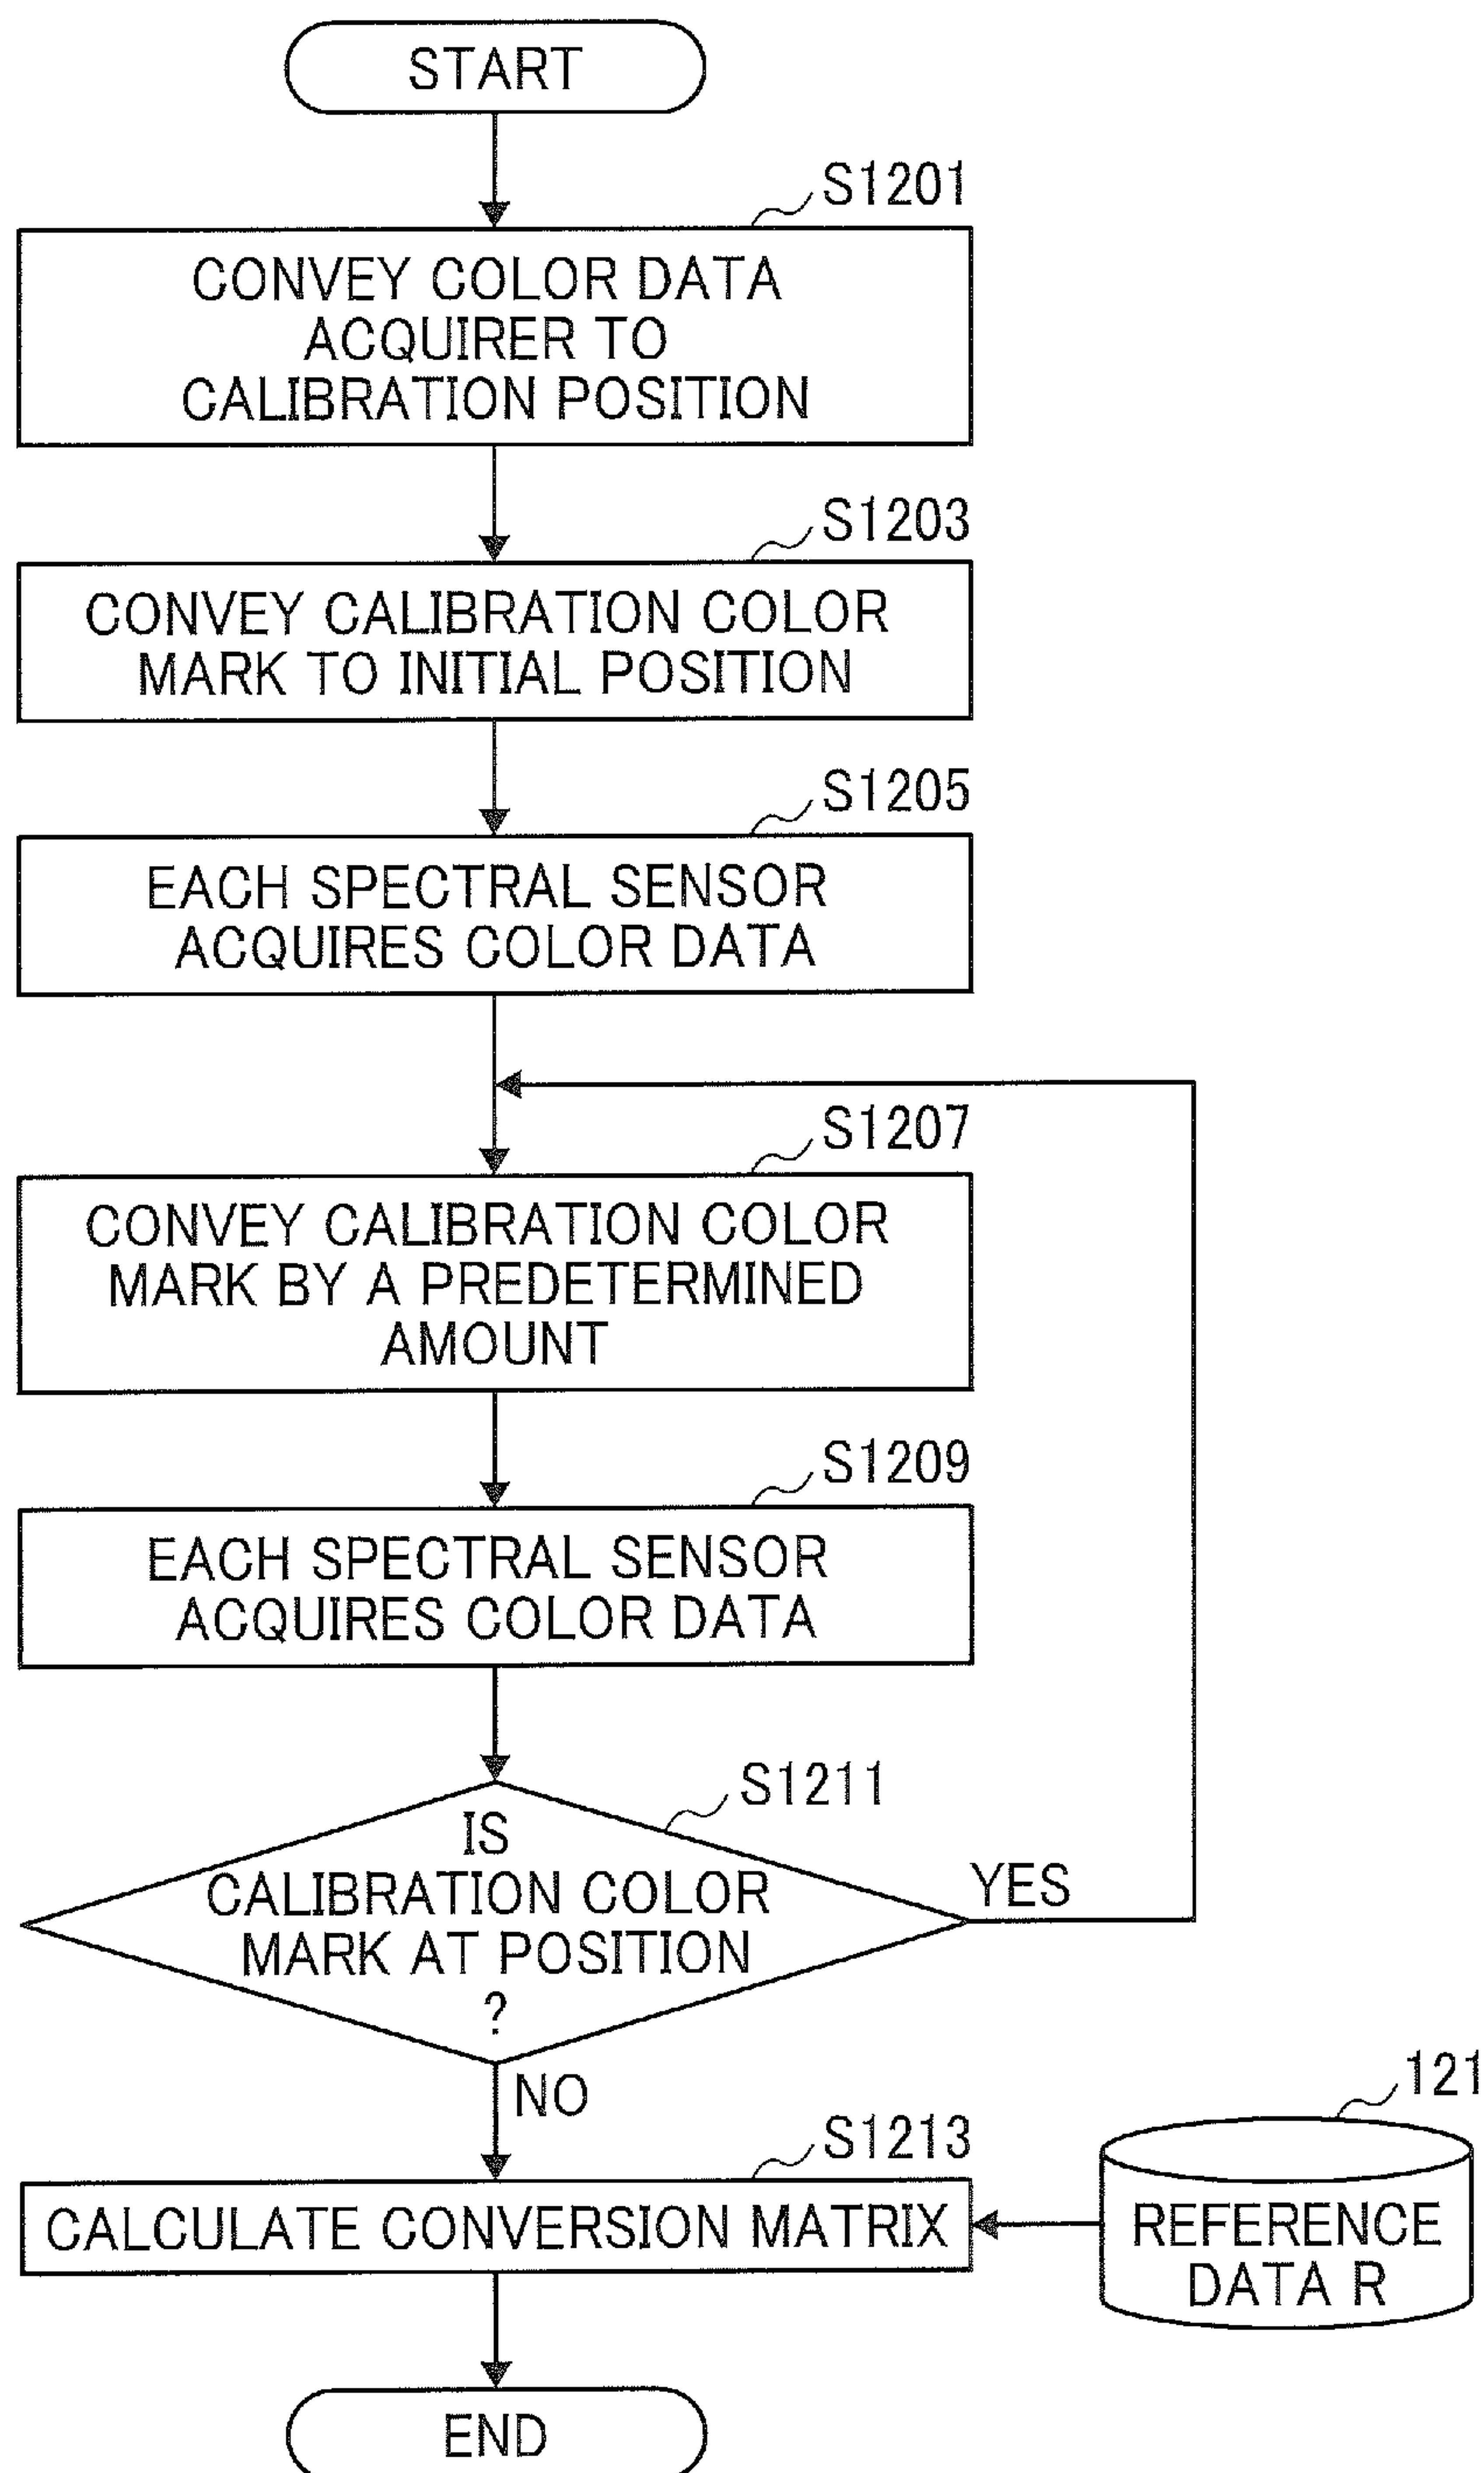 START
S1201
CONVEY COLOR DATA
ACQUIRER TO
CALIBRATION POSITION
S1203
CONVEY CALIBRATION COLOR
MARK TO INITIAL POSITION
S1205
EACH SPECTRAL SENSOR
ACQUIRES COLOR DATA
S1207
CONVEY CALIBRATION COLOR
MARK BY A PREDETERMINED
AMOUNT
S1209
EACH SPECTRAL SENSOR
ACQUIRES COLOR DATA
S1211
IS
CALIBRATION COLOR
MARK AT POSITION
?
YES
NO
S1213
CALCULATE CONVERSION MATRIX
121
REFERENCE
DATA R
END